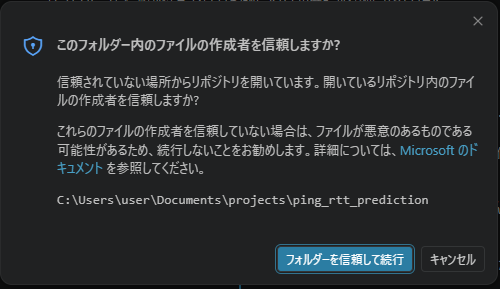 このフォルダー内のファイルの作成者を信頼しますか?
信頼されていない場所からリポジトリを開いています。開いているリポジトリ内のファイ
ルの作成者を信頼しますか?
これらのファイルの作成者を信頼していない場合は、ファイルが悪意のあるものである
可能性があるため、続行しないことをお勧めします。詳細については、Microsoft のド
キュメント を参照してください。
C:\Users\user\Documents\projects\ping_rtt_prediction
フォルダーを信頼して続行
キャンセル